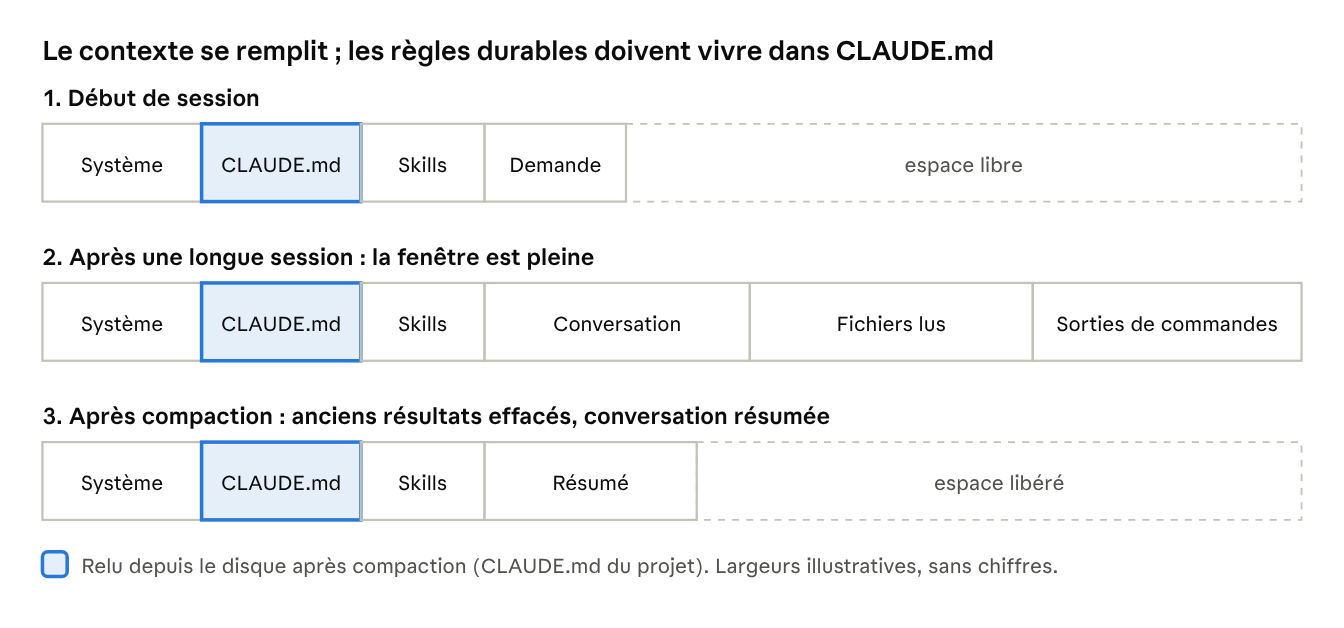 Le contexte se remplit ; les règles durables doivent vivre dans CLAUDE.md
1. Début de session
Système CLAUDE.md Skills Demande espace libre
2. Après une longue session : la fenêtre est pleine
Système CLAUDE.md Skills Conversation Fichiers lus Sorties de commandes
3. Après compaction : anciens résultats effacés, conversation résumée
Système CLAUDE.md Skills Résumé espace libéré
Relu depuis le disque après compaction (CLAUDE.md du projet). Largeurs illustratives, sans chiffres.